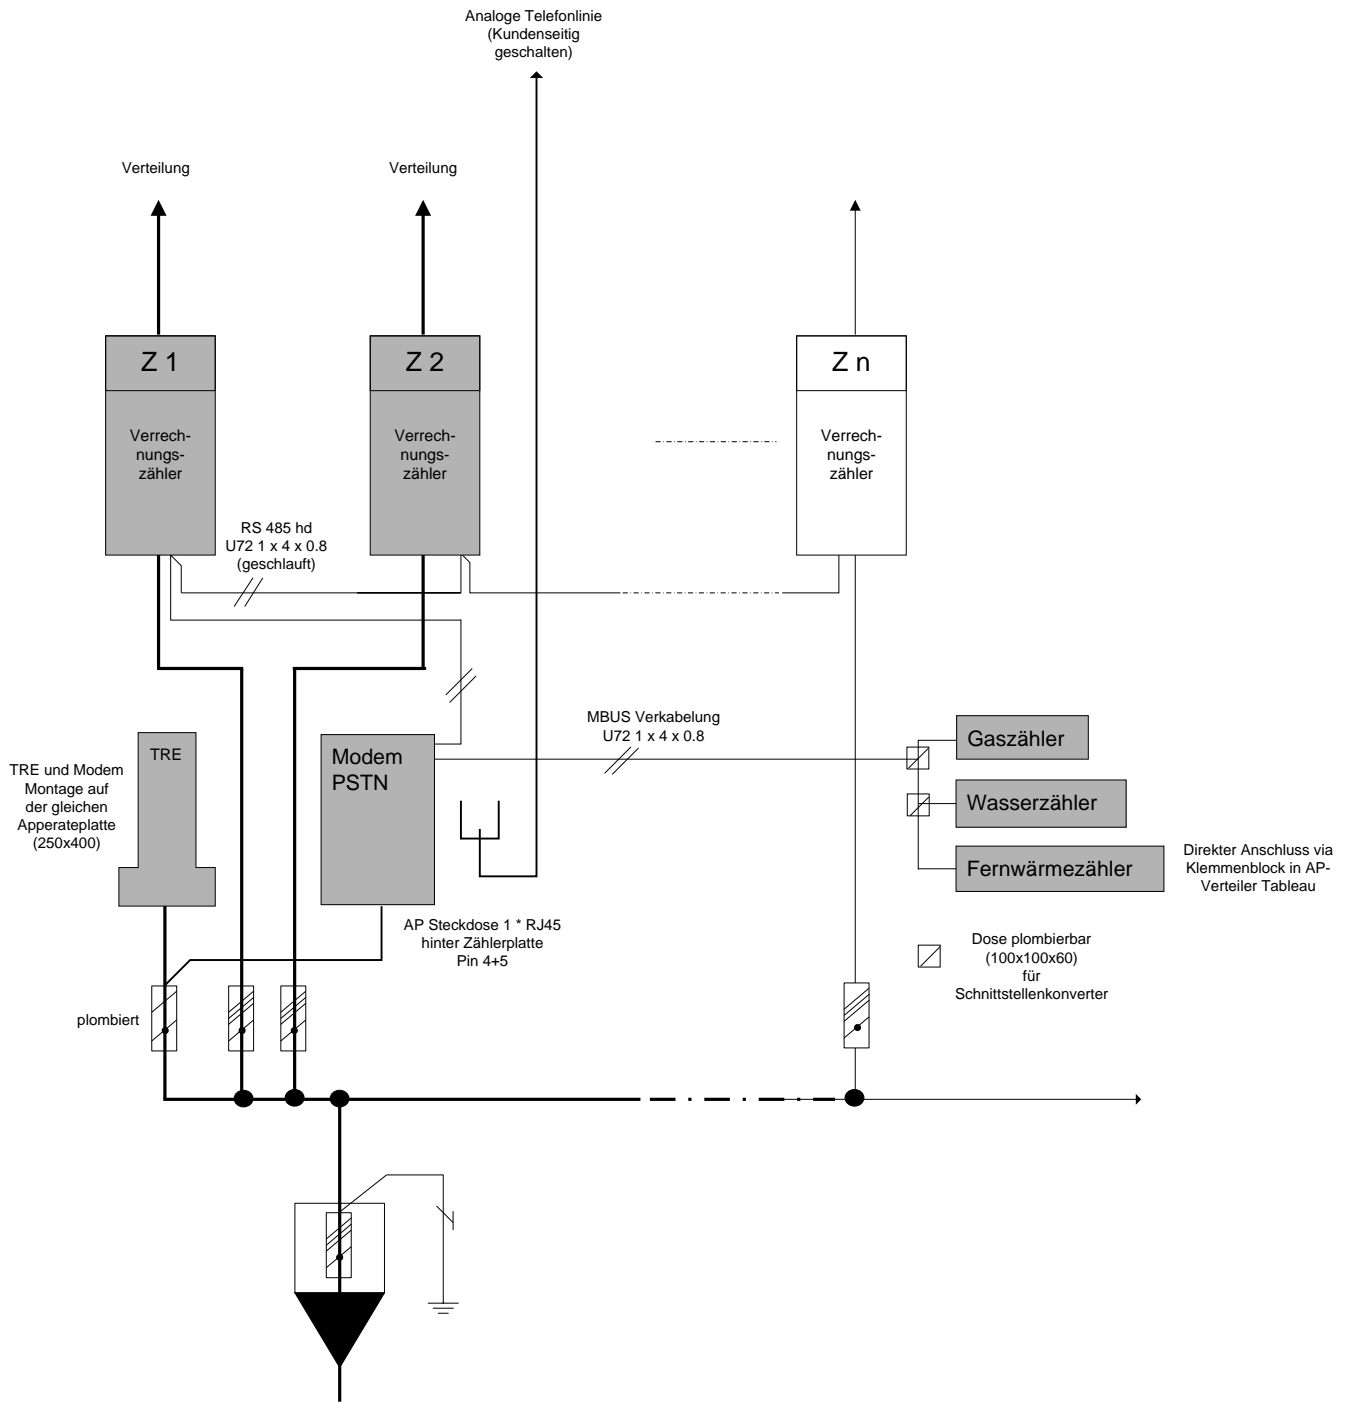 Analoge Telefonlinie
(Kundenseitig
geschalten)
Verteilung
Verteilung
Z 1
Verrech-
nungs-
zähler
Z 2
Verrech-
nungs-
zähler
Z n
Verrech-
nungs-
zähler
RS 485 hd
U72 1 x 4 x 0.8
(geschlauft)
MBUS Verkabelung
U72 1 x 4 x 0.8
TRE
TRE und Modem
Montage auf
der gleichen
Apperateplatte
(250x400)
Modem
PSTN
Gaszähler
Wasserzähler
Fernwärmezähler
Direkter Anschluss via
Klemmenblock in AP-
Verteiler Tableau
AP Steckdose 1 * RJ45
hinter Zählerplatte
Pin 4+5
Dose plombierbar
(100x100x60)
für
Schnittstellenkonverter
plombiert